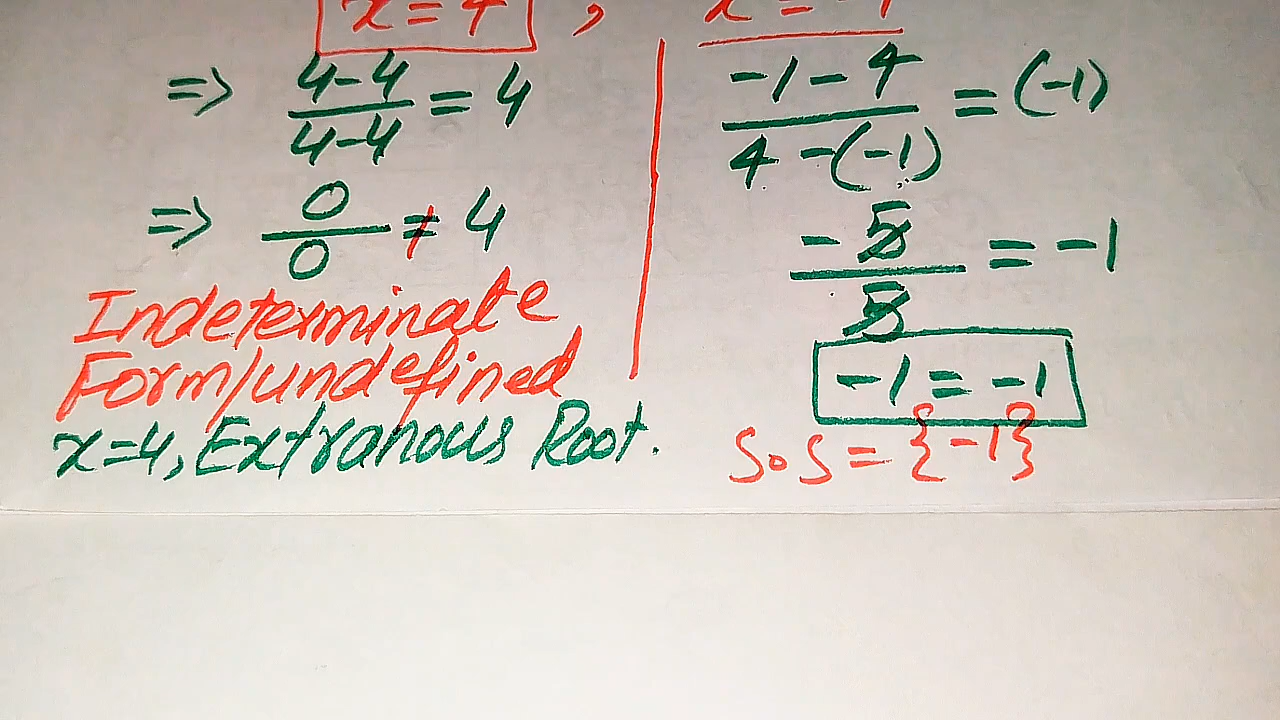 x = 4 , x = -1
=> 4-4/4-4 = 4
=> 0/0 ≠ 4
Indeterminate
Form/undefined
x=4, Extranous Root.
-1-4/4-(-1) = (-1)
-5/5 = -1
-1 = -1
SoS = {-1}